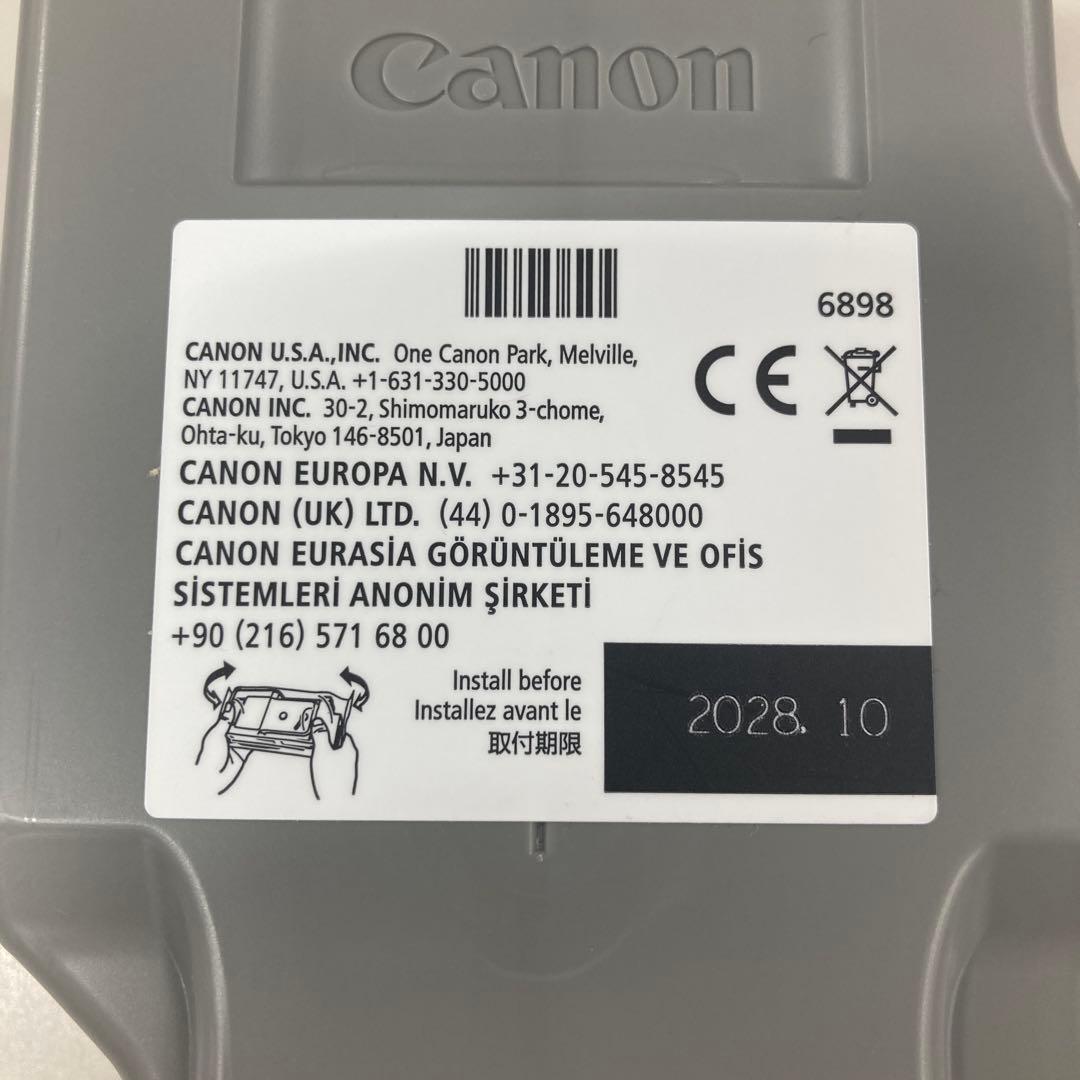 Canon
6898
CANON U.S.A.,INC. One Canon Park, Melville,
NY 11747, U.S.A. +1-631-330-5000
CANON INC. 30-2, Shimomaruko 3-chome,
Ohta-ku, Tokyo 146-8501, Japan
CE
CANON EUROPA N.V. +31-20-545-8545
CANON (UK) LTD. (44) 0-1895-648000
CANON EURASİA GÖRÜNTÜLEME VE OFİS
SİSTEMLERİ ANONİM ŞİRKETİ
+90 (216) 571 68 00
Install before
Installez avant le
取付期限
2028. 10